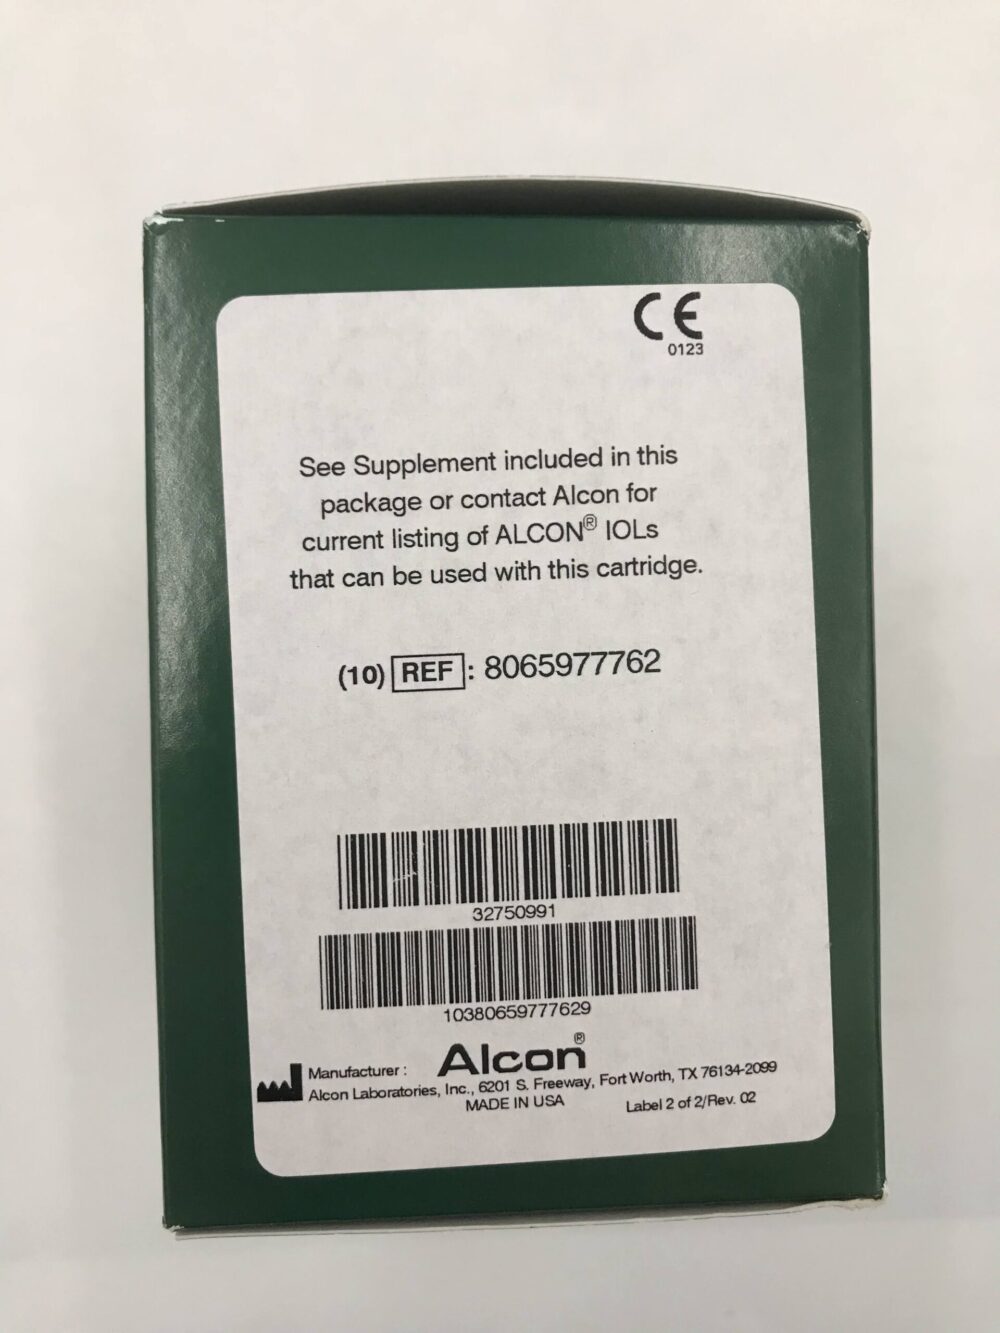 CE
0123
See Supplement included in this
package or contact Alcon for
current listing of ALCON® IOLs
that can be used with this cartridge.
(10) REF : 8065977762
32750991
10380659777629
Alcon®
Manufacturer :
Alcon Laboratories, Inc., 6201 S. Freeway, Fort Worth, TX 76134-2099
MADE IN USA
Label 2 of 2/Rev. 02